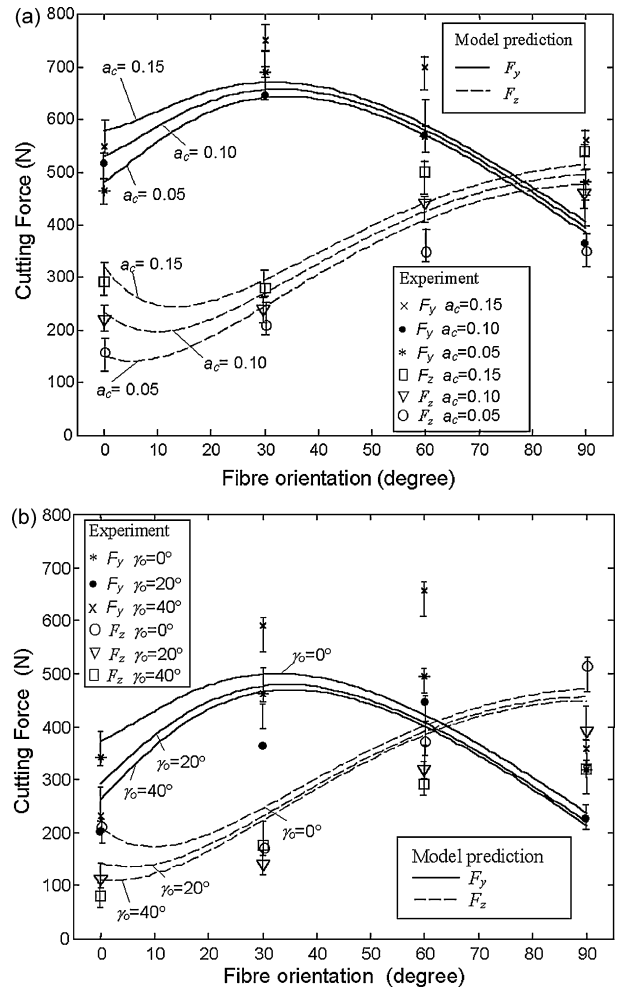 (a)
800
700
600
500
400
300
200
100
0
Cutting Force (N)
0 10 20 30 40 50 60 70 80 90
Fibre orientation (degree)
Model prediction
Fy
Fz
ac= 0.15
ac= 0.10
ac= 0.05
ac= 0.15
ac= 0.10
ac= 0.05
Experiment
× Fy ac=0.15
● Fy ac=0.10
* Fy ac=0.05
□ Fz ac=0.15
▽ Fz ac=0.10
○ Fz ac=0.05
(b)
800
700
600
500
400
300
200
100
0
Cutting Force (N)
0 10 20 30 40 50 60 70 80 90
Fibre orientation (degree)
Experiment
* Fy γo=0°
● Fy γo=20°
x Fy γo=40°
○ Fz γo=0°
▽ Fz γo=20°
□ Fz γo=40°
γo=0°
γo=20°
γo=40°
γo=0°
γo=20°
γo=40°
Model prediction
Fy
Fz